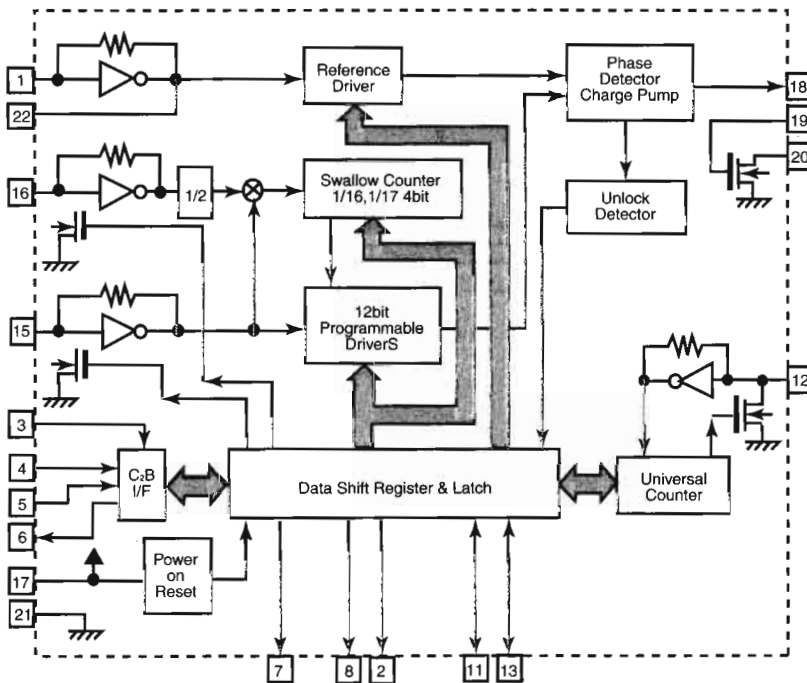 1
Reference
Driver
Phase
Detector
Charge Pump
18
22
19
20
16
1/2
Swallow Counter
1/16,1/17 4bit
Unlock
Detector
15
12bit
Programmable
DriverS
12
3
4
5
6
C₂B
I/F
Data Shift Register & Latch
Universal
Counter
17
Power
on
Reset
21
7
8
2
11
13